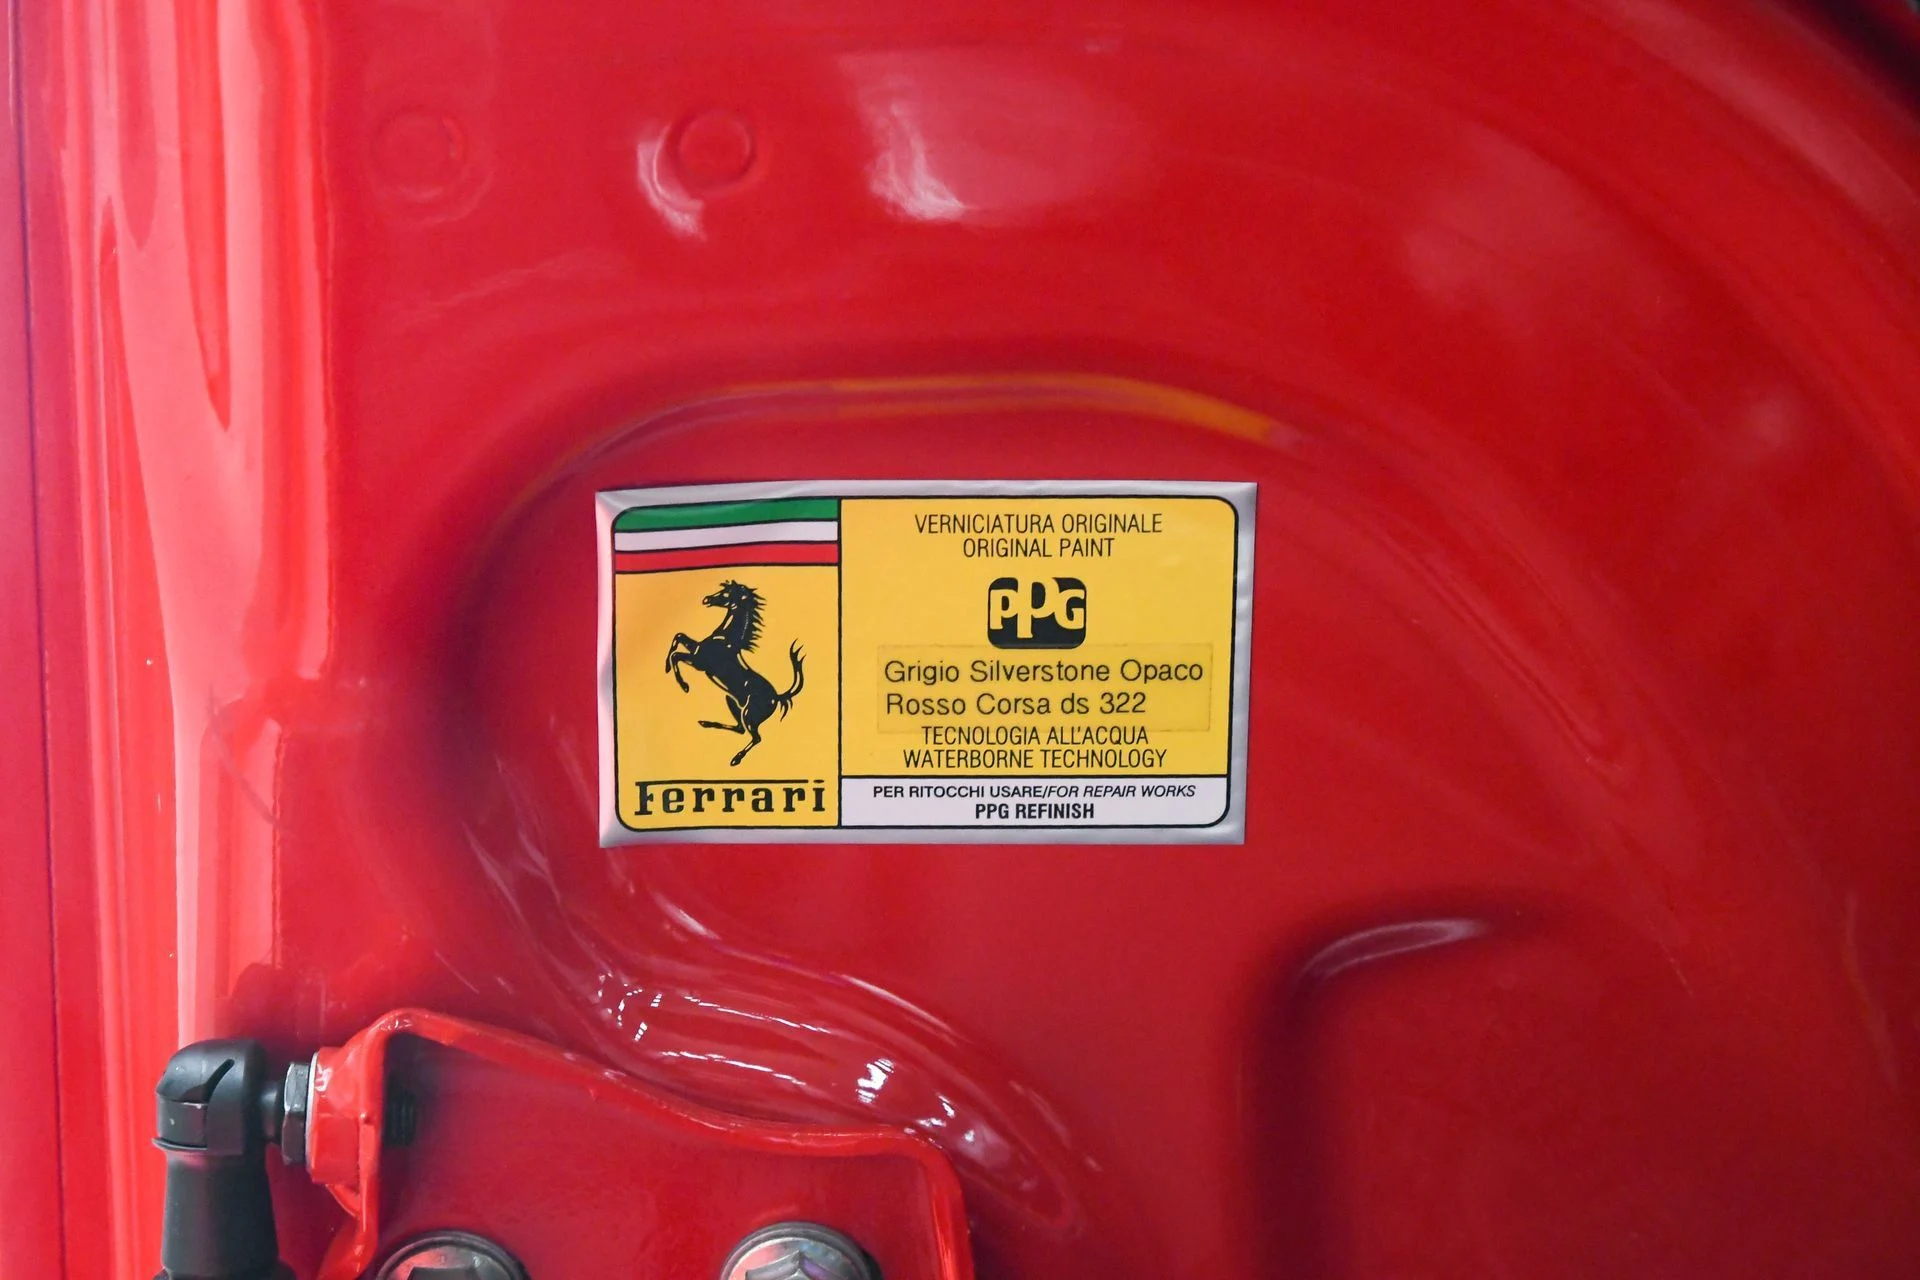 VERNICIATURA ORIGINALE
ORIGINAL PAINT
PPG
Grigio Silverstone Opaco
Rosso Corsa ds 322
TECNOLOGIA ALL'ACQUA
WATERBORNE TECHNOLOGY
Ferrari
PER RITOCCHI USARE/FOR REPAIR WORKS
PPG REFINISH